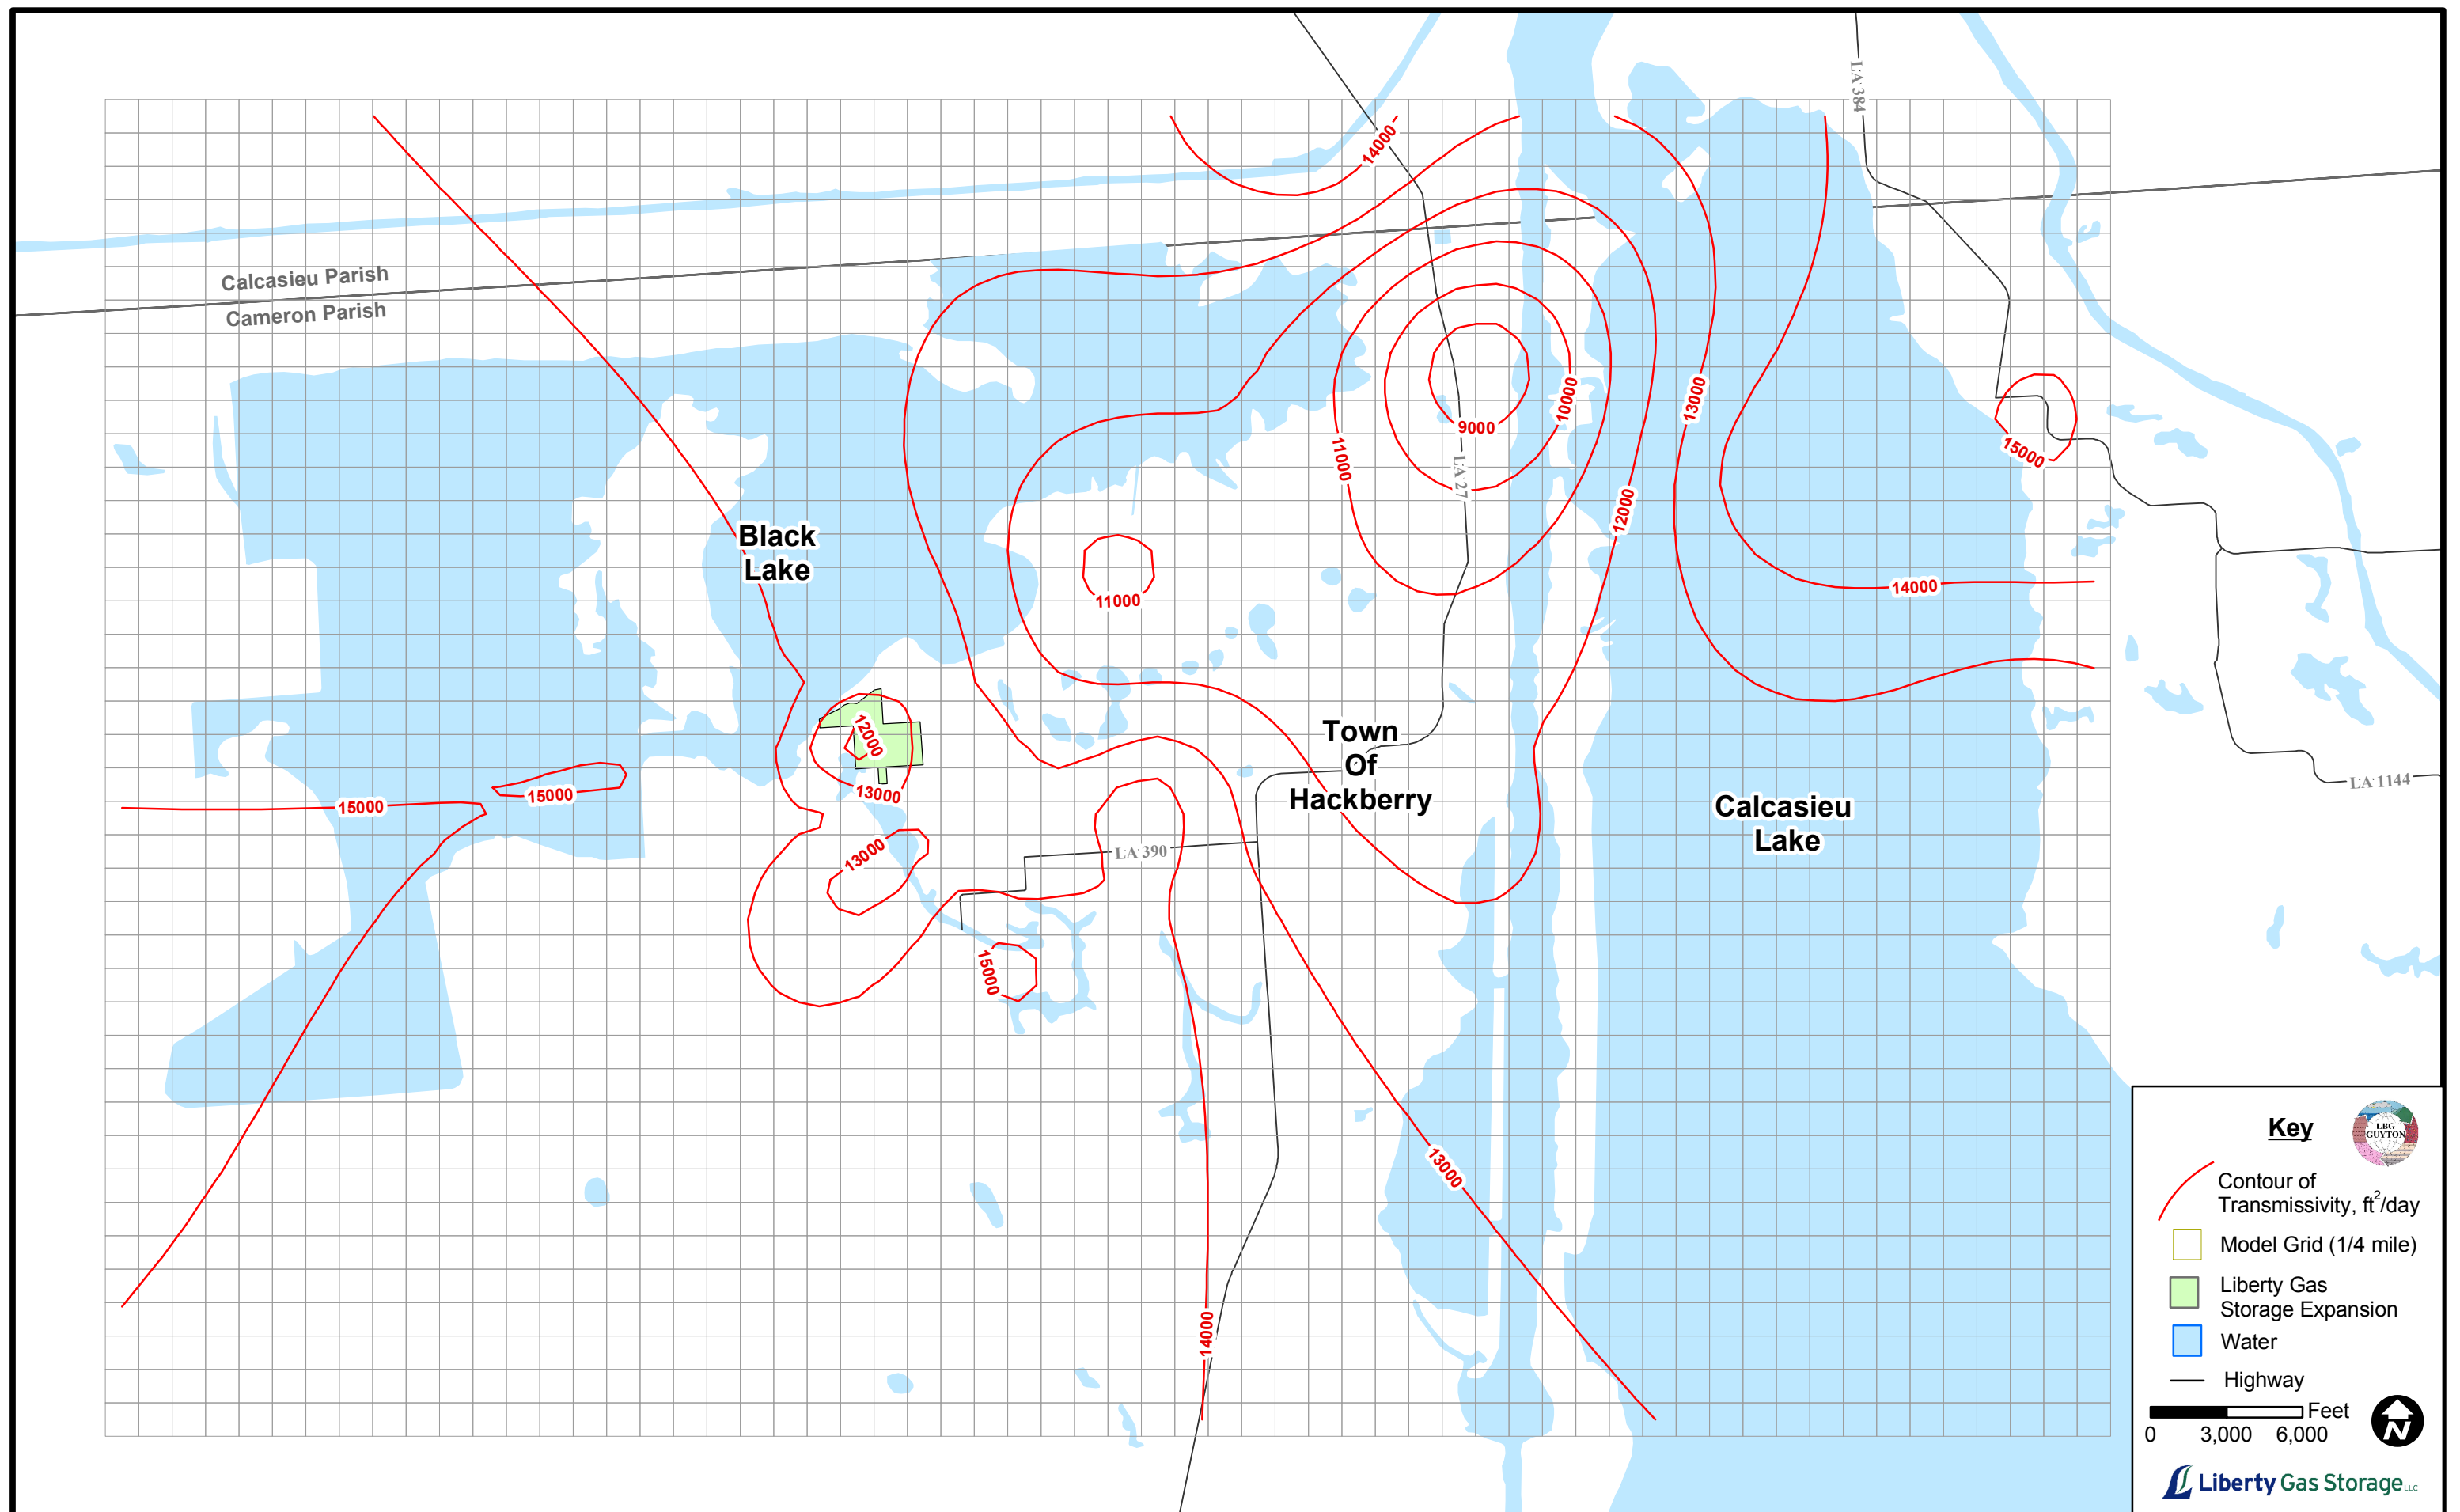 LA 384
14000
Calcasieu Parish
Cameron Parish
9000
10000
13000
11000
LA 27
12000
15000
Black
Lake
11000
14000
12000
13000
Town
Of
Hackberry
15000
15000
Calcasieu
Lake
LA 1144
13000
LA 390
15000
13000
14000
Key
LBG
GUYTON
Contour of
Transmissivity, ft²/day
Model Grid (1/4 mile)
Liberty Gas
Storage Expansion
Water
Highway
Feet
0 3,000 6,000
N
Liberty Gas Storage LLC